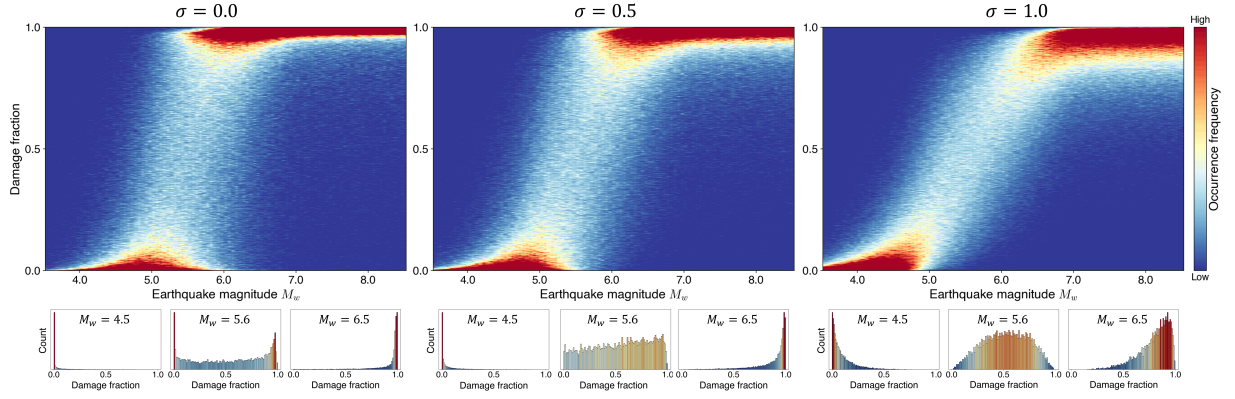 σ = 0.0
σ = 0.5
σ = 1.0
High
1.0
0.5
0.0
Damage fraction
4.0 5.0 6.0 7.0 8.0
Earthquake magnitude M_w
1.0
0.5
0.0
4.0 5.0 6.0 7.0 8.0
Earthquake magnitude M_w
1.0
0.5
0.0
4.0 5.0 6.0 7.0 8.0
Earthquake magnitude M_w
Occurrence frequency
Low
Count
M_w = 4.5
0.0 0.5 1.0
Damage fraction
M_w = 5.6
0.0 0.5 1.0
Damage fraction
M_w = 6.5
0.0 0.5 1.0
Damage fraction
Count
M_w = 4.5
0.0 0.5 1.0
Damage fraction
M_w = 5.6
0.0 0.5 1.0
Damage fraction
M_w = 6.5
0.0 0.5 1.0
Damage fraction
Count
M_w = 4.5
0.0 0.5 1.0
Damage fraction
M_w = 5.6
0.0 0.5 1.0
Damage fraction
M_w = 6.5
0.0 0.5 1.0
Damage fraction